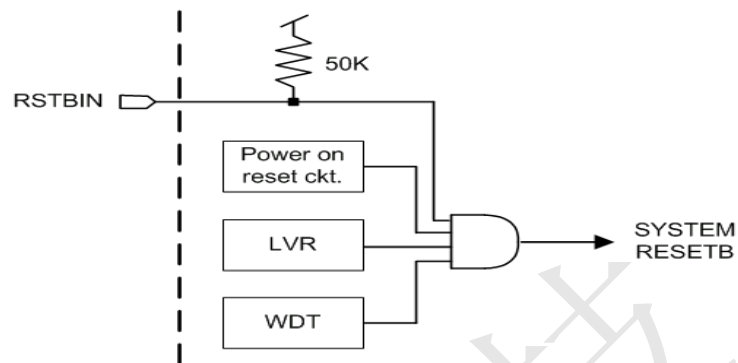 50K
RSTBIN
Power on
reset ckt.
LVR
SYSTEM
RESETB
WDT